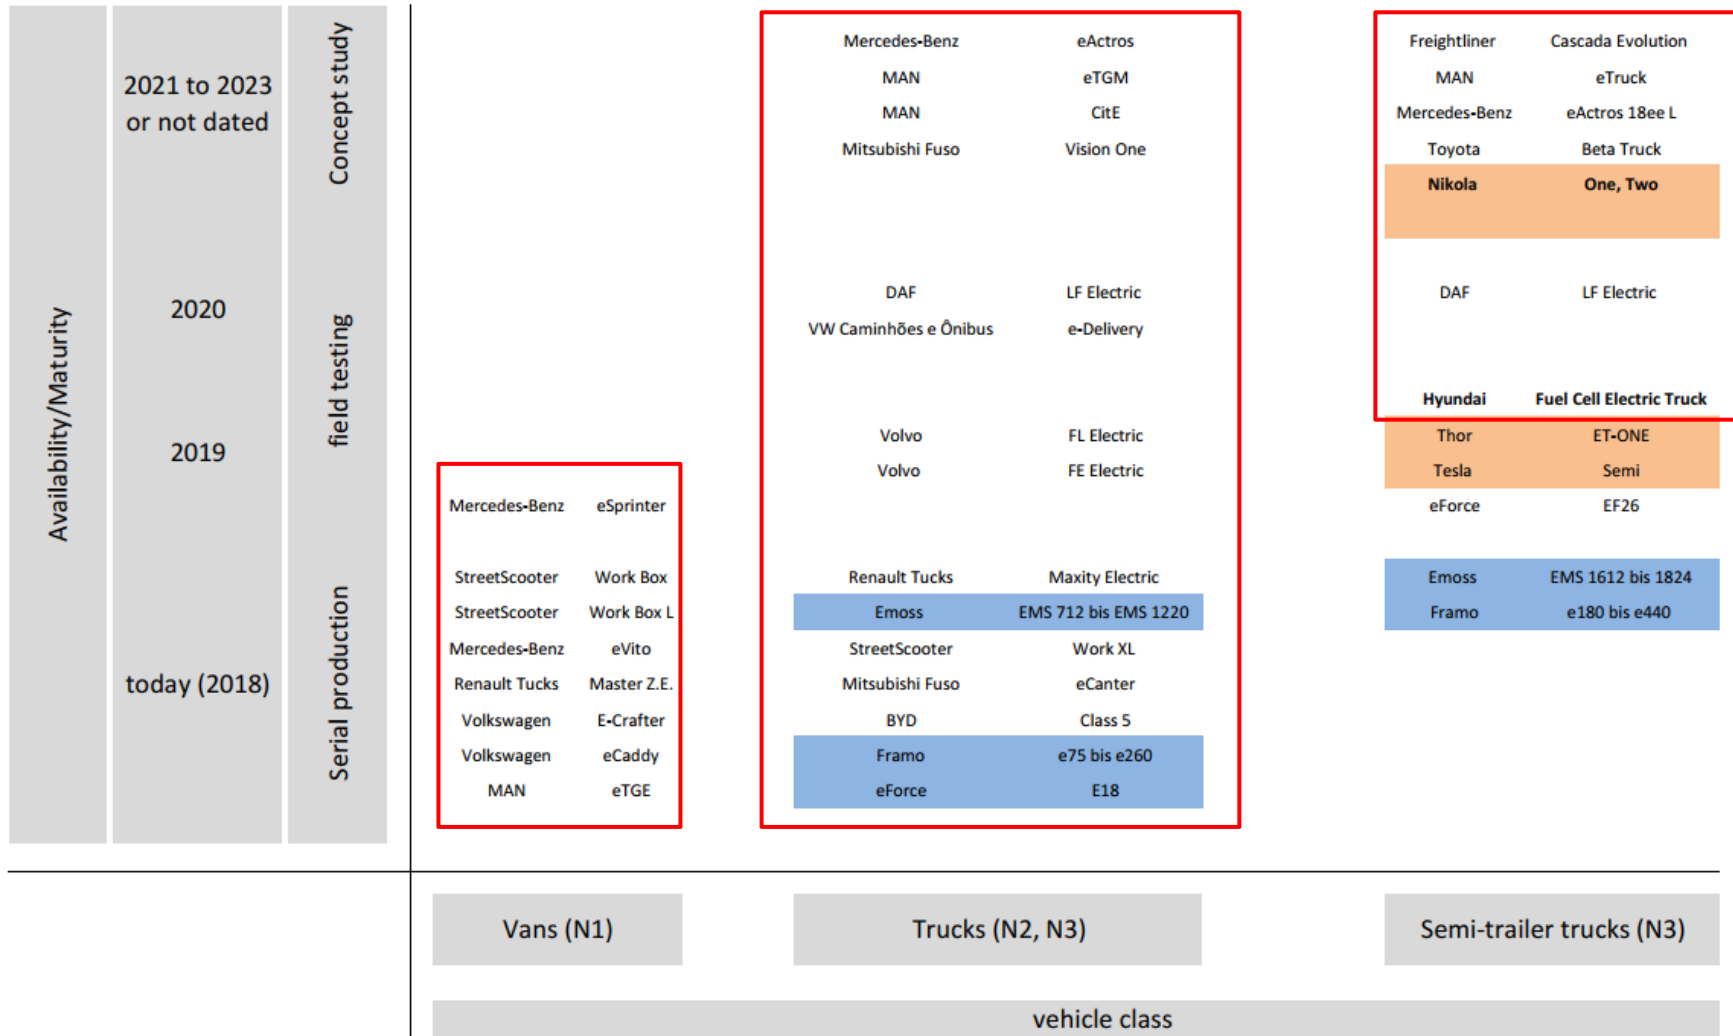 Availability/Maturity
2021 to 2023
or not dated
2020
2019
today (2018)
Concept study
field testing
Serial production
Mercedes-Benz eSprinter
StreetScooter Work Box
StreetScooter Work Box L
Mercedes-Benz eVito
Renault Tucks Master Z.E.
Volkswagen E-Crafter
Volkswagen eCaddy
MAN eTGE
Mercedes-Benz eActros
MAN eTGM
MAN CitE
Mitsubishi Fuso Vision One
DAF LF Electric
VW Caminhões e Ônibus e-Delivery
Volvo FL Electric
Volvo FE Electric
Renault Tucks Maxity Electric
Emoss EMS 712 bis EMS 1220
StreetScooter Work XL
Mitsubishi Fuso eCanter
BYD Class 5
Framo e75 bis e260
eForce E18
Freightliner Cascada Evolution
MAN eTruck
Mercedes-Benz eActros 18ee L
Toyota Beta Truck
Nikola One, Two
DAF LF Electric
Hyundai Fuel Cell Electric Truck
Thor ET-ONE
Tesla Semi
eForce EF26
Emoss EMS 1612 bis 1824
Framo e180 bis e440
Vans (N1)
Trucks (N2, N3)
Semi-trailer trucks (N3)
vehicle class